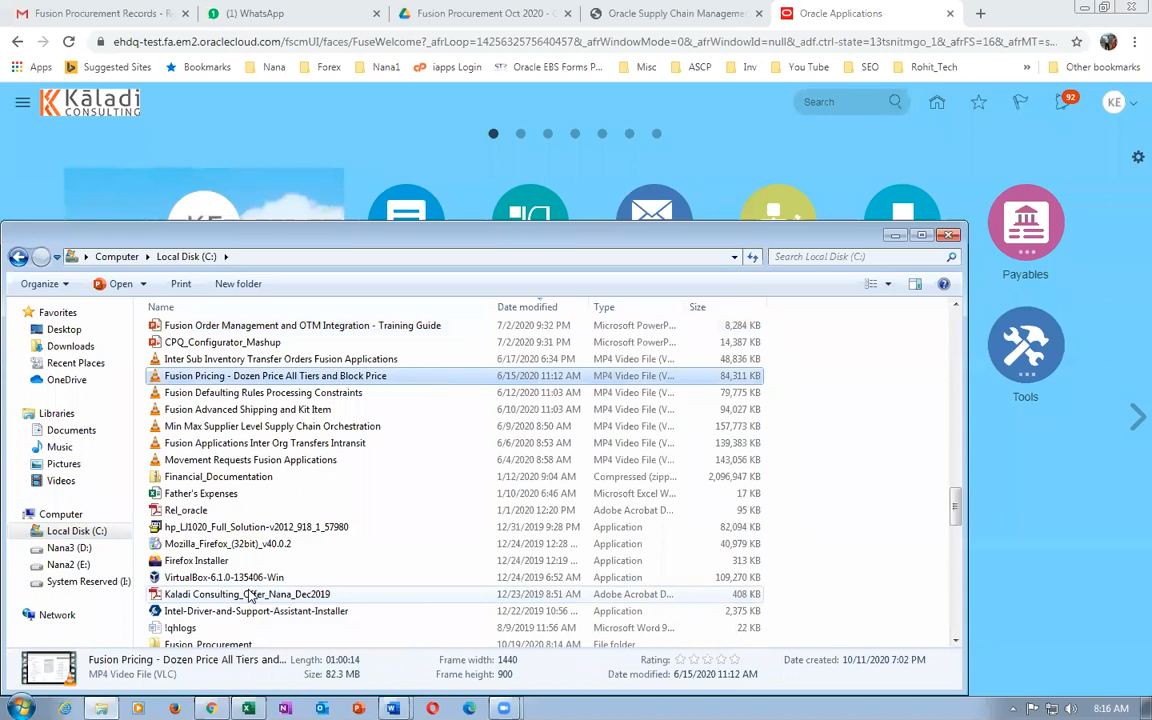 Fusion Procurement Records - R
(1) WhatsApp
Fusion Procurement Oct 2020 -
Oracle Supply Chain Manageme
Oracle Applications
ehdq-test.fa.em2.oraclecloud.com/fscmUI/faces/FuseWelcome?_afrLoop=1425632575640457&_afrWindowMode=0&_afrWindowId=null&_adf.ctrl-state=13tsnitmgo_1&_afrFS=16&_afrMT=s...
Apps Suggested Sites Bookmarks Nana Forex Nana1 iapps Login Oracle EBS Forms P... Misc ASCP Inv You Tube SEO Rohit_Tech » Other bookmarks
Kaladi
CONSULTING
Search
92
KE
KE
Payables
Tools
Computer Local Disk (C:)
Search Local Disk (C:)
Organize Open Print New folder
Name Date modified Type Size
Favorites
Desktop
Downloads
Recent Places
OneDrive
Libraries
Documents
Music
Pictures
Videos
Computer
Local Disk (C:)
Nana3 (D:)
Nana2 (E:)
System Reserved (I:)
Network
Fusion Order Management and OTM Integration - Training Guide 7/2/2020 9:32 PM Microsoft PowerP... 8,284 KB
CPQ_Configurator_Mashup 7/2/2020 9:31 PM Microsoft PowerP... 14,387 KB
Inter Sub Inventory Transfer Orders Fusion Applications 6/17/2020 6:34 PM MP4 Video File (V... 48,836 KB
Fusion Pricing - Dozen Price All Tiers and Block Price 6/15/2020 11:12 AM MP4 Video File (V... 84,311 KB
Fusion Defaulting Rules Processing Constraints 6/12/2020 11:03 AM MP4 Video File (V... 79,775 KB
Fusion Advanced Shipping and Kit Item 6/10/2020 11:03 AM MP4 Video File (V... 94,027 KB
Min Max Supplier Level Supply Chain Orchestration 6/9/2020 8:50 AM MP4 Video File (V... 157,773 KB
Fusion Applications Inter Org Transfers Intransit 6/6/2020 8:53 AM MP4 Video File (V... 139,383 KB
Movement Requests Fusion Applications 6/4/2020 8:58 AM MP4 Video File (V... 143,056 KB
Financial_Documentation 1/12/2020 9:04 AM Compressed (zipp... 2,096,947 KB
Father's Expenses 1/10/2020 6:46 AM Microsoft Excel W... 17 KB
Rel_oracle 1/1/2020 12:20 PM Adobe Acrobat D... 95 KB
hp_LJ1020_Full_Solution-v2012_918_1_57980 12/31/2019 9:28 PM Application 82,094 KB
Mozilla_Firefox_(32bit)_v40.0.2 12/24/2019 12:28 ... Application 40,979 KB
Firefox Installer 12/24/2019 12:19 ... Application 313 KB
VirtualBox-6.1.0-135406-Win 12/24/2019 6:52 AM Application 109,270 KB
Kaladi Consulting_Offer_Nana_Dec2019 12/23/2019 8:51 AM Adobe Acrobat D... 408 KB
Intel-Driver-and-Support-Assistant-Installer 12/22/2019 10:56 ... Application 2,375 KB
!qhlogs 8/9/2019 11:56 AM Microsoft Word 9... 22 KB
Fusion_Procurement 10/19/2020 8:14 AM File folder
Fusion Pricing - Dozen Price All Tiers and... Length: 01:00:14 Frame width: 1440 Rating: Date created: 10/11/2020 7:02 PM
MP4 Video File (VLC) Size: 82.3 MB Frame height: 900 Date modified: 6/15/2020 11:12 AM
8:16 AM